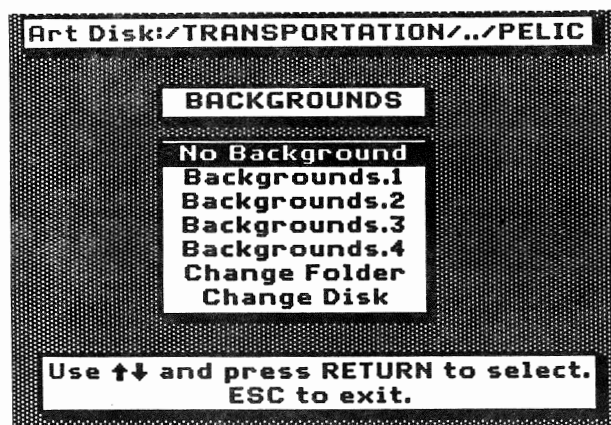 Art Disk:/TRANSPORTATION/../PELIC
BACKGROUNDS
No Background
Backgrounds.1
Backgrounds.2
Backgrounds.3
Backgrounds.4
Change Folder
Change Disk
Use ↑↓ and press RETURN to select.
ESC to exit.